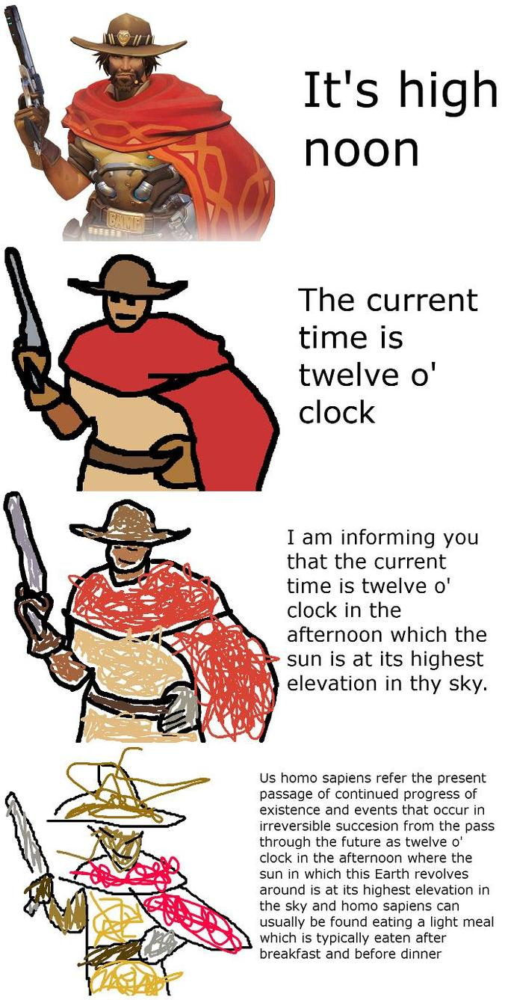 It's high
noon
BAMF
The current
time is
twelve o'
clock
I am informing you
that the current
time is twelve o'
clock in the
afternoon which the
sun is at its highest
elevation in thy sky.
Us homo sapiens refer the present
passage of continued progress of
existence and events that occur in
irreversible succesion from the pass
through the future as twelve o'
clock in the afternoon where the
sun in which this Earth revolves
around is at its highest elevation in
the sky and homo sapiens can
usually be found eating a light meal
which is typically eaten after
breakfast and before dinner